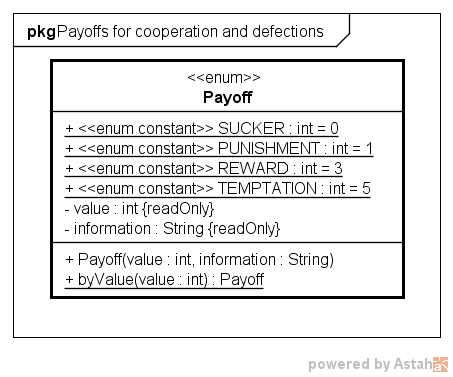 pkg Payoffs for cooperation and defections
<<enum>>
Payoff
+ <<enum constant>> SUCKER : int = 0
+ <<enum constant>> PUNISHMENT : int = 1
+ <<enum constant>> REWARD : int = 3
+ <<enum constant>> TEMPTATION : int = 5
- value : int {readOnly}
- information : String {readOnly}
+ Payoff(value : int, information : String)
+ byValue(value : int) : Payoff
powered by Astah